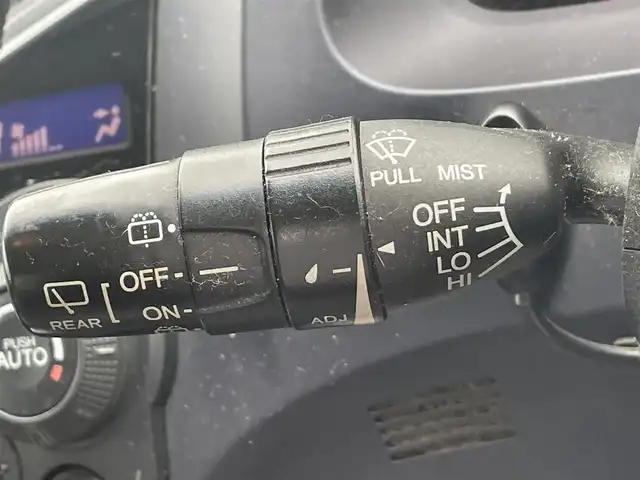 PULL MIST
OFF
INT
LO
HI
OFF
ON
REAR
ADJ
PUSH
AUTO